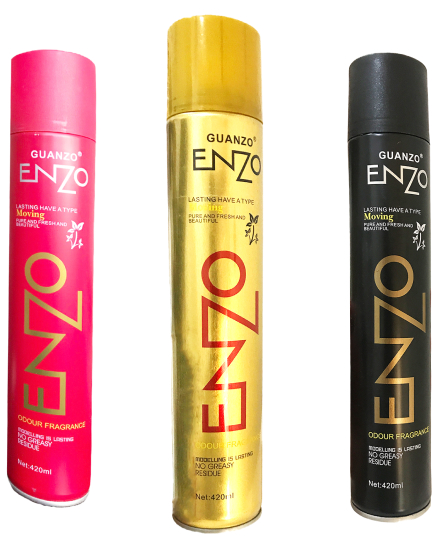 GUANZO®
ENZO
LASTING HAVE A TYPE
Moving
PURE AND FRESH AND
BEAUTIFUL
ENZO
ODOUR FRAGRANCE
MODELLING IS LASTING
NO GREASY
RESIDUE
Net:420ml
GUANZO®
ENZO
LASTING HAVE A TYPE
PURE AND FRESH AND
BEAUTIFUL
ENZO
MODELLING IS LASTING
NO GREASY
RESIDUE
Net:420ml
GUANZO®
ENZO
LASTING HAVE A TYPE
Moving
PURE AND FRESH AND
BEAUTIFUL
ENZO
ODOUR FRAGRANCE
MODELLING IS LASTING
NO GREASY
RESIDUE
Net:420ml